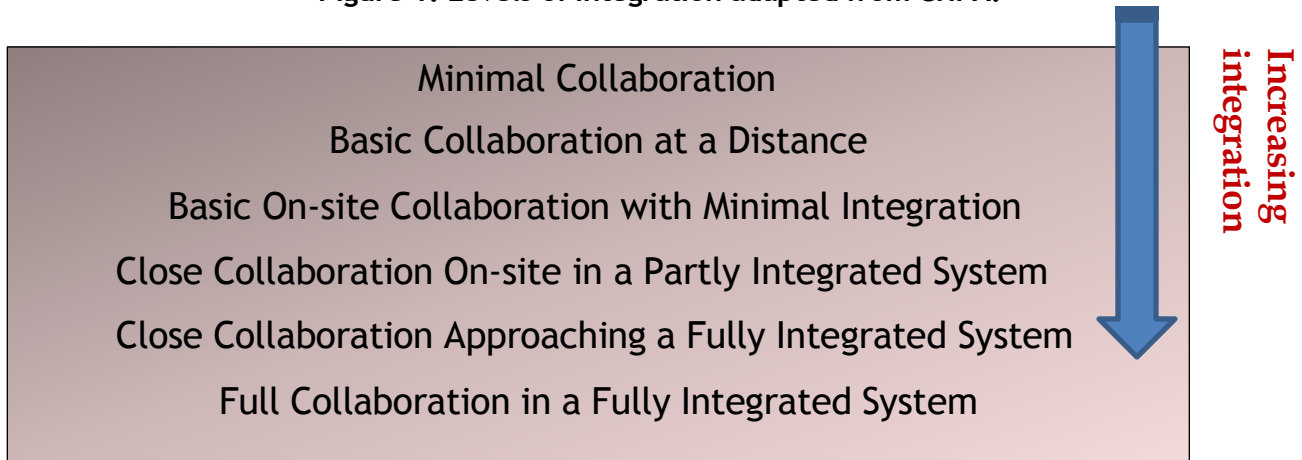 Minimal Collaboration
Basic Collaboration at a Distance
Basic On-site Collaboration with Minimal Integration
Close Collaboration On-site in a Partly Integrated System
Close Collaboration Approaching a Fully Integrated System
Full Collaboration in a Fully Integrated System
Increasing
integration